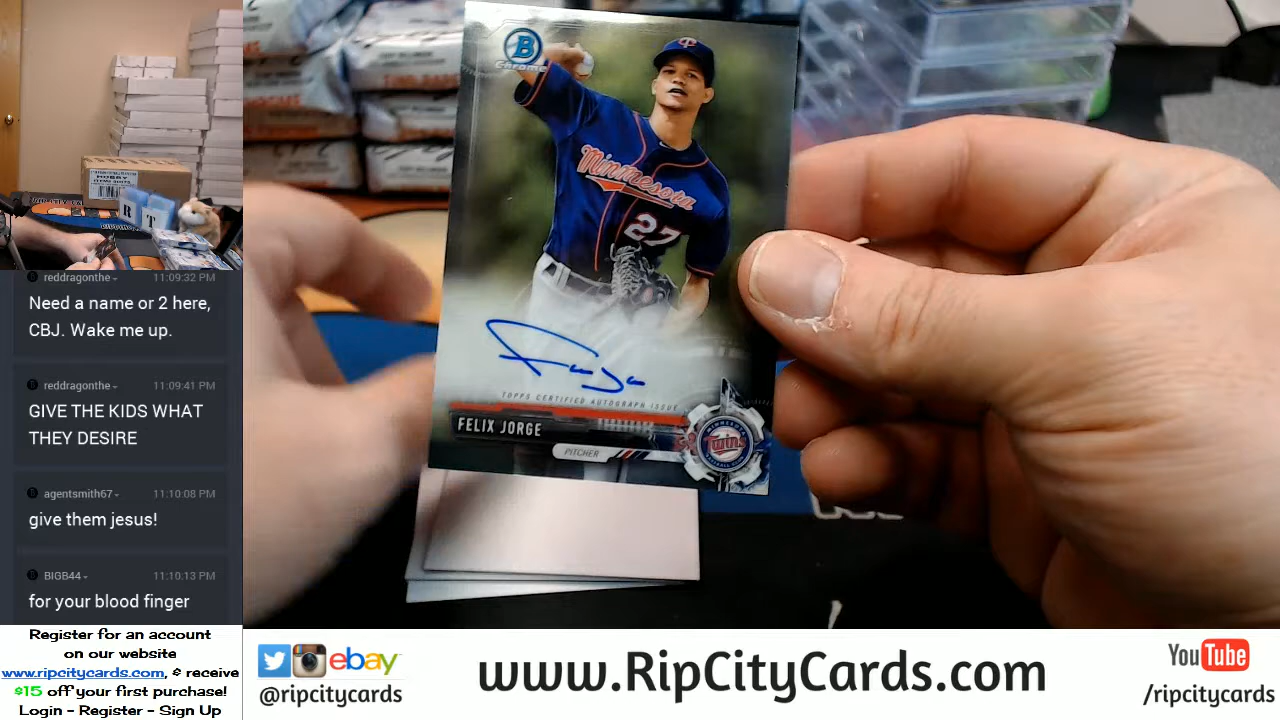 reddragonthe
11:09:32 PM
Need a name or 2 here,
CBJ. Wake me up.
reddragonthe
11:09:41 PM
GIVE THE KIDS WHAT
THEY DESIRE
agentsmith67
11:10:08 PM
give them jesus!
BIGB44
11:10:13 PM
for your blood finger
Register for an account
on our website
www.ripcitycards.com, & receive
$15 off your first purchase!
Login - Register - Sign Up
HOBBY
R T
B
Chrome
Minnesota
27
TOPPS CERTIFIED AUTOGRAPH ISSUE
FELIX JORGE
PITCHER
MINNESOTA
Twins
ebay
@ripcitycards
www.RipCityCards.com
YouTube
/ripcitycards